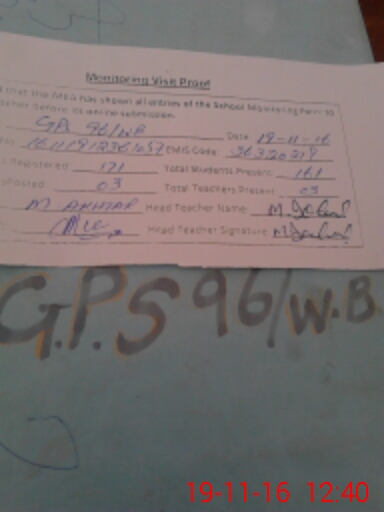 Monitoring Visit Proof
that the MEA has shown all entries of the School Monitoring Form to
before its online submission.
GPS 96/WB Date: 19-11-16
EMIS Code: 36320219
Registered: 171 Total Students Present: 161
Posted: 03 Total Teachers Present: 03
M AKHTAR Head Teacher Name:
Head Teacher Signature
G.P.S 96/W.B.
19-11-16 12:40